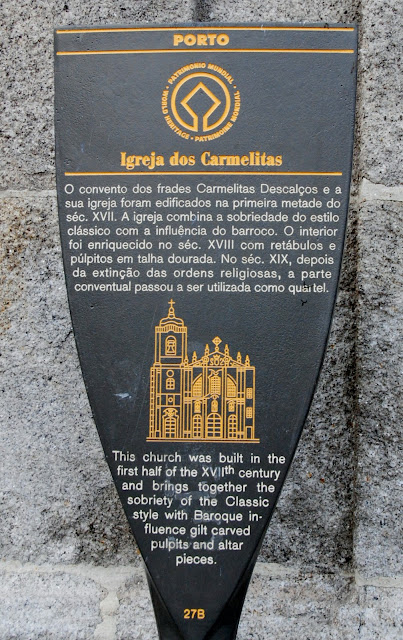 PORTO
PATRIMONIO MUNDIAL • WORLD HERITAGE • PATRIMOINE MONDIAL •
Igreja dos Carmelitas
O convento dos frades Carmelitas Descalços e a
sua igreja foram edificados na primeira metade do
séc. XVII. A igreja combina a sobriedade do estilo
clássico com a influência do barroco. O interior
foi enriquecido no séc. XVIII com retábulos e
púlpitos em talha dourada. No séc. XIX, depois
da extinção das ordens religiosas, a parte
conventual passou a ser utilizada como quartel.
This church was built in the
first half of the XVIIth century
and brings together the
sobriety of the Classic
style with Baroque in-
fluence gilt carved
pulpits and altar
pieces.
27B